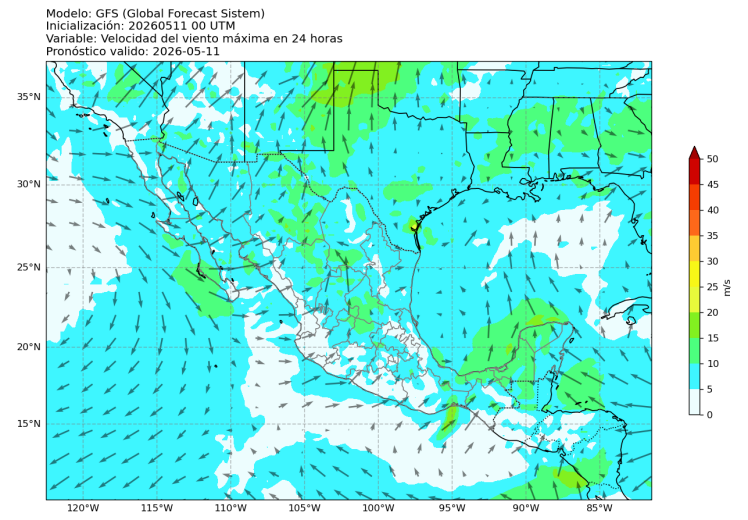 Modelo: GFS (Global Forecast Sistem)
Inicialización: 20260511 00 UTM
Variable: Velocidad del viento máxima en 24 horas
Pronóstico valido: 2026-05-11
35°N
30°N
25°N
20°N
15°N
120°W
115°W
110°W
105°W
100°W
95°W
90°W
85°W
50
45
40
35
30
25
20
15
10
5
0
m/s